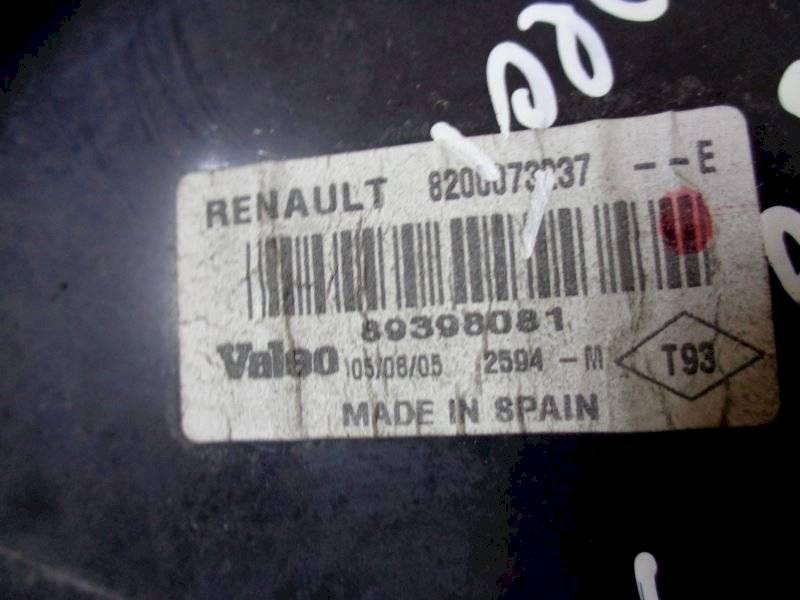 RENAULT 8200073237 --E
89398081
Valeo 05/08/05 2594 -M T93
MADE IN SPAIN